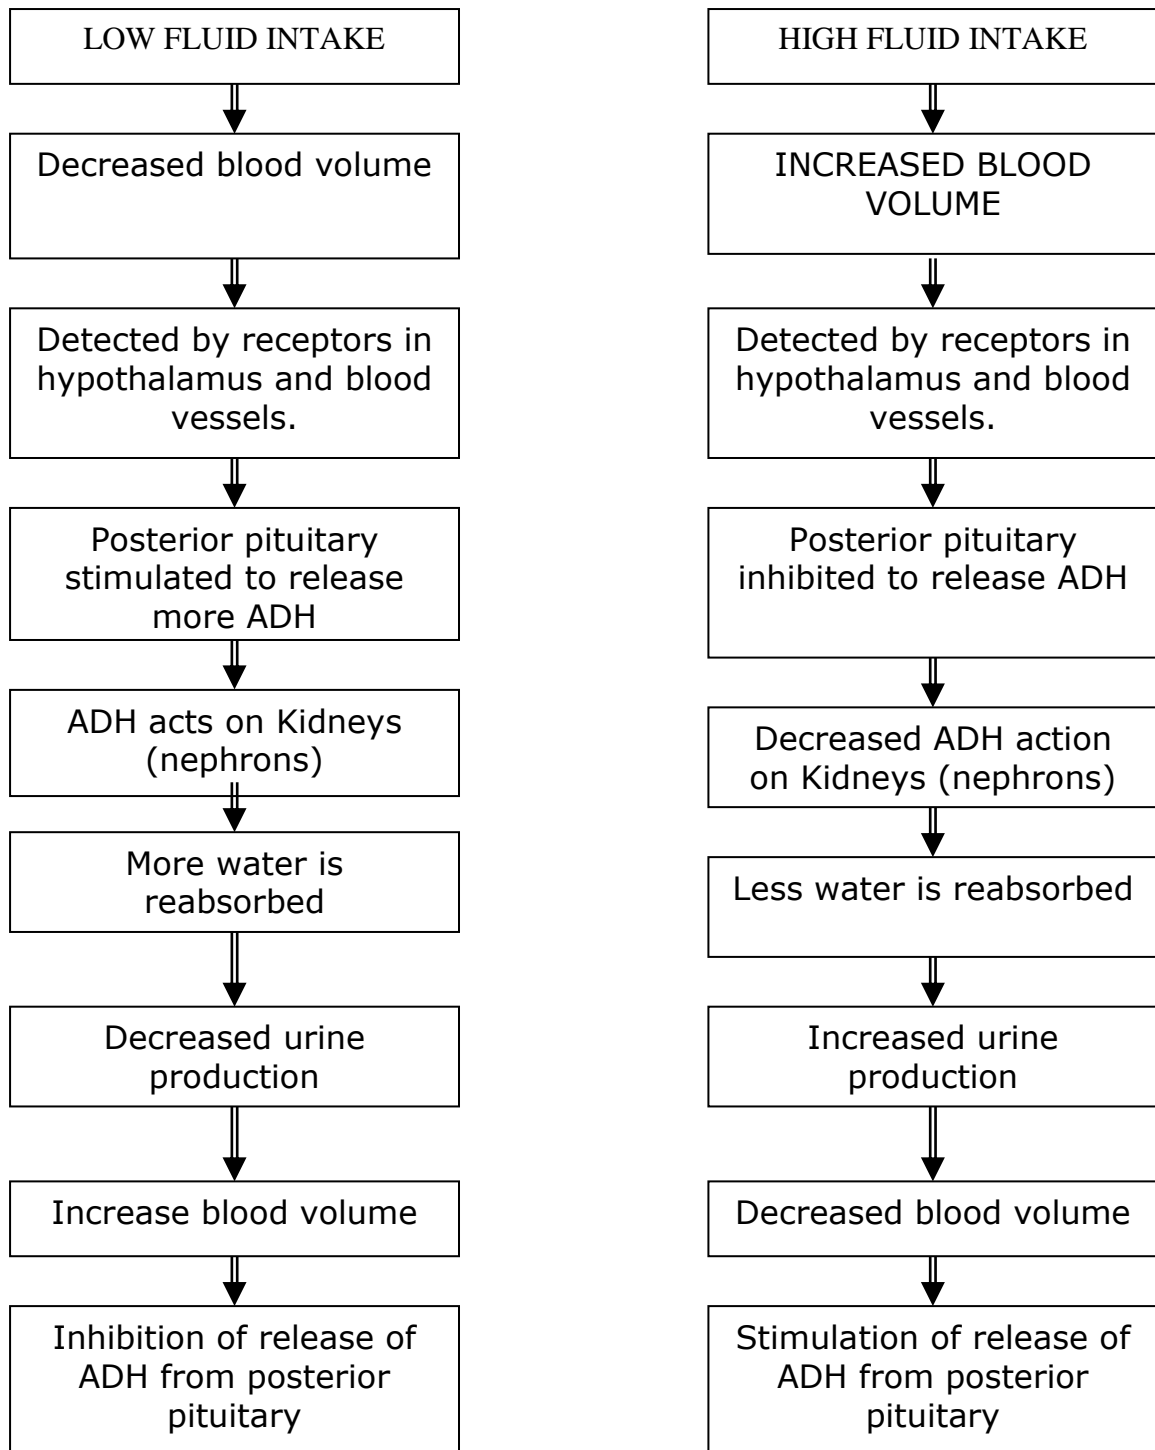 LOW FLUID INTAKE
Decreased blood volume
Detected by receptors in
hypothalamus and blood
vessels.
Posterior pituitary
stimulated to release
more ADH
ADH acts on Kidneys
(nephrons)
More water is
reabsorbed
Decreased urine
production
Increase blood volume
Inhibition of release of
ADH from posterior
pituitary
HIGH FLUID INTAKE
INCREASED BLOOD
VOLUME
Detected by receptors in
hypothalamus and blood
vessels.
Posterior pituitary
inhibited to release ADH
Decreased ADH action
on Kidneys (nephrons)
Less water is reabsorbed
Increased urine
production
Decreased blood volume
Stimulation of release of
ADH from posterior
pituitary